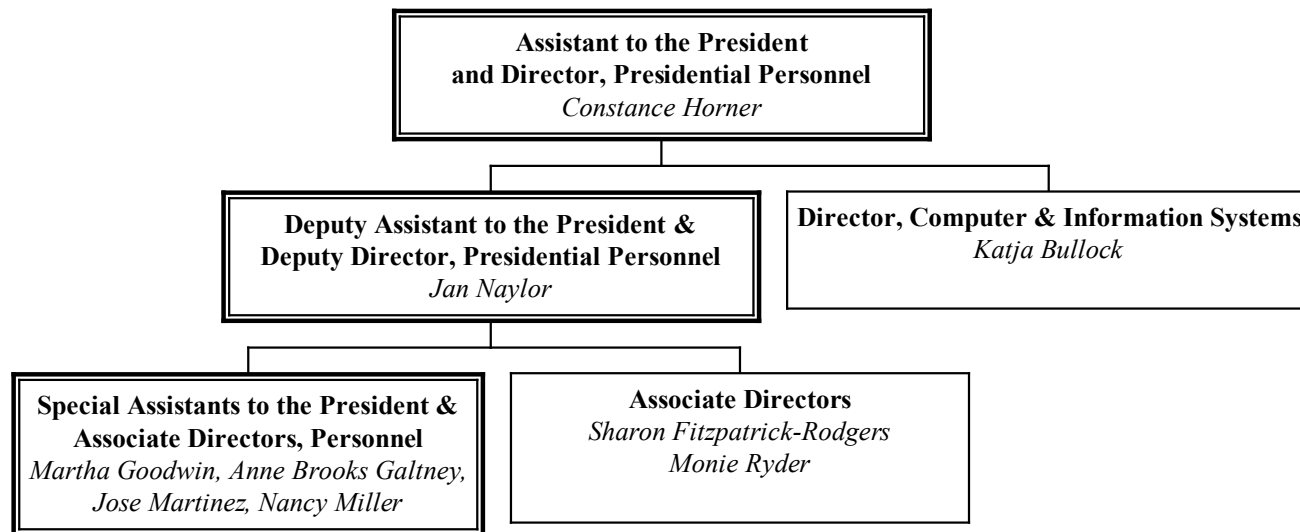 Assistant to the President
and Director, Presidential Personnel
Constance Horner
Deputy Assistant to the President &
Deputy Director, Presidential Personnel
Jan Naylor
Director, Computer & Information Systems
Katja Bullock
Special Assistants to the President &
Associate Directors, Personnel
Martha Goodwin, Anne Brooks Galtney,
Jose Martinez, Nancy Miller
Associate Directors
Sharon Fitzpatrick-Rodgers
Monie Ryder